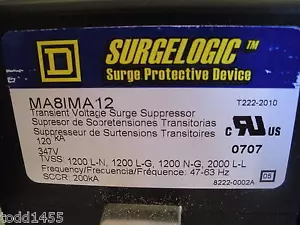 SURGELOGIC™
Surge Protective Device
MA8IMA12
T222-2010
Transient Voltage Surge Suppressor
Supresor de Sobretensiones Transitorias
Suppresseur de Surtensions Transitoires
120 kA
347V
C UR US
0707
TVSS: 1200 L-N, 1200 L-G, 1200 N-G, 2000 L-L
Frequency/Frecuencia/Fréquence: 47-63 Hz
SCCR: 200kA
05
8222-0002A
todd1455